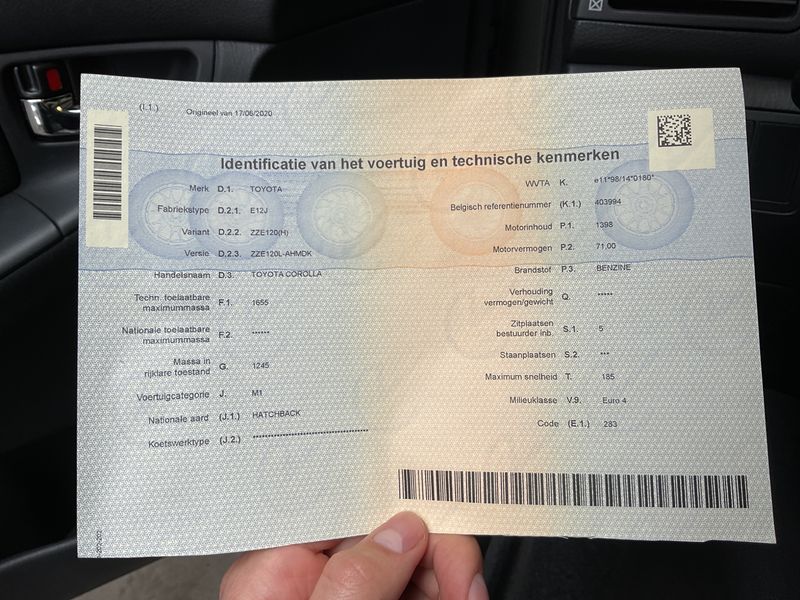 (I.1.) Origineel van 17/06/2020
Identificatie van het voertuig en technische kenmerken
Merk D.1. TOYOTA
Fabriekstype D.2.1. E12J
Variant D.2.2. ZZE120(H)
Versie D.2.3. ZZE120L-AHMDK
Handelsnaam D.3. TOYOTA COROLLA
Techn. toelaatbare
maximummassa F.1. 1655
Nationale toelaatbare
maximummassa F.2. ******
Massa in
rijklare toestand G. 1245
Voertuigcategorie J. M1
Nationale aard (J.1.) HATCHBACK
Koetswerktype (J.2.) ************************************
WVTA K. e11*98/14*0180*
Belgisch referentienummer (K.1.) 403994
Motorinhoud P.1. 1398
Motorvermogen P.2. 71,00
Brandstof P.3. BENZINE
Verhouding
vermogen/gewicht Q. *****
Zitplaatsen
bestuurder inb. S.1. 5
Staanplaatsen S.2. ***
Maximum snelheid T. 185
Milieuklasse V.9. Euro 4
Code (E.1.) 283